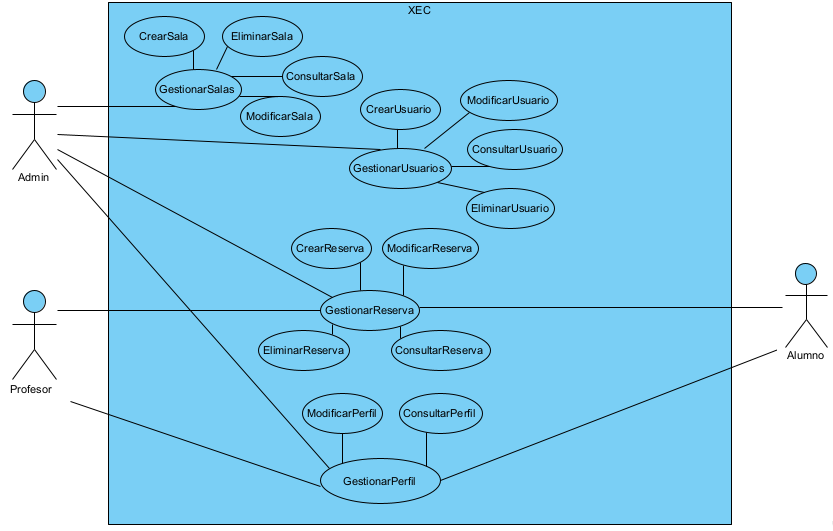 XEC
CrearSala
EliminarSala
ConsultarSala
GestionarSalas
ModificarSala
CrearUsuario
ModificarUsuario
ConsultarUsuario
GestionarUsuarios
EliminarUsuario
Admin
CrearReserva
ModificarReserva
GestionarReserva
EliminarReserva
ConsultarReserva
Alumno
Profesor
ModificarPerfil
ConsultarPerfil
GestionarPerfil